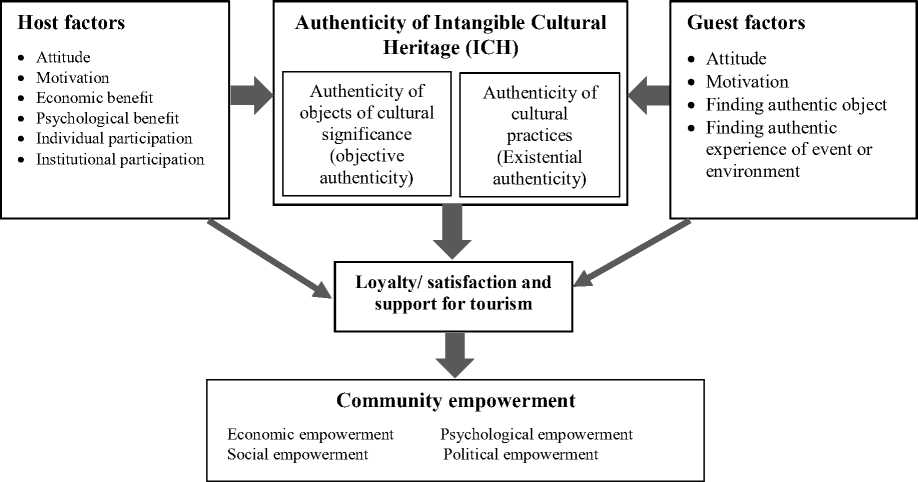 Host factors
• Attitude
• Motivation
• Economic benefit
• Psychological benefit
• Individual participation
• Institutional participation
Authenticity of Intangible Cultural
Heritage (ICH)
Authenticity of
objects of cultural
significance
(objective
authenticity)
Authenticity of
cultural
practices
(Existential
authenticity)
Guest factors
• Attitude
• Motivation
• Finding authentic object
• Finding authentic
experience of event or
environment
Loyalty/ satisfaction and
support for tourism
Community empowerment
Economic empowerment Psychological empowerment
Social empowerment Political empowerment